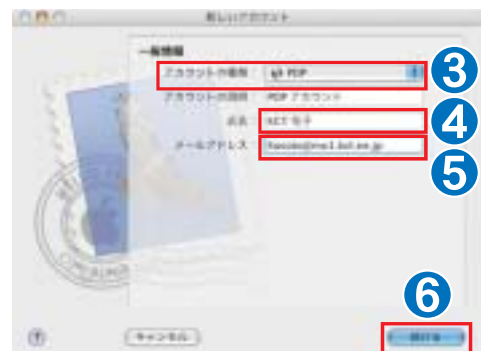 新しいアカウント
一般情報
アカウントの種類: POP
アカウントの説明: POP アカウント
氏名:
メールアドレス:
キャンセル
続ける
3
4
5
6
?